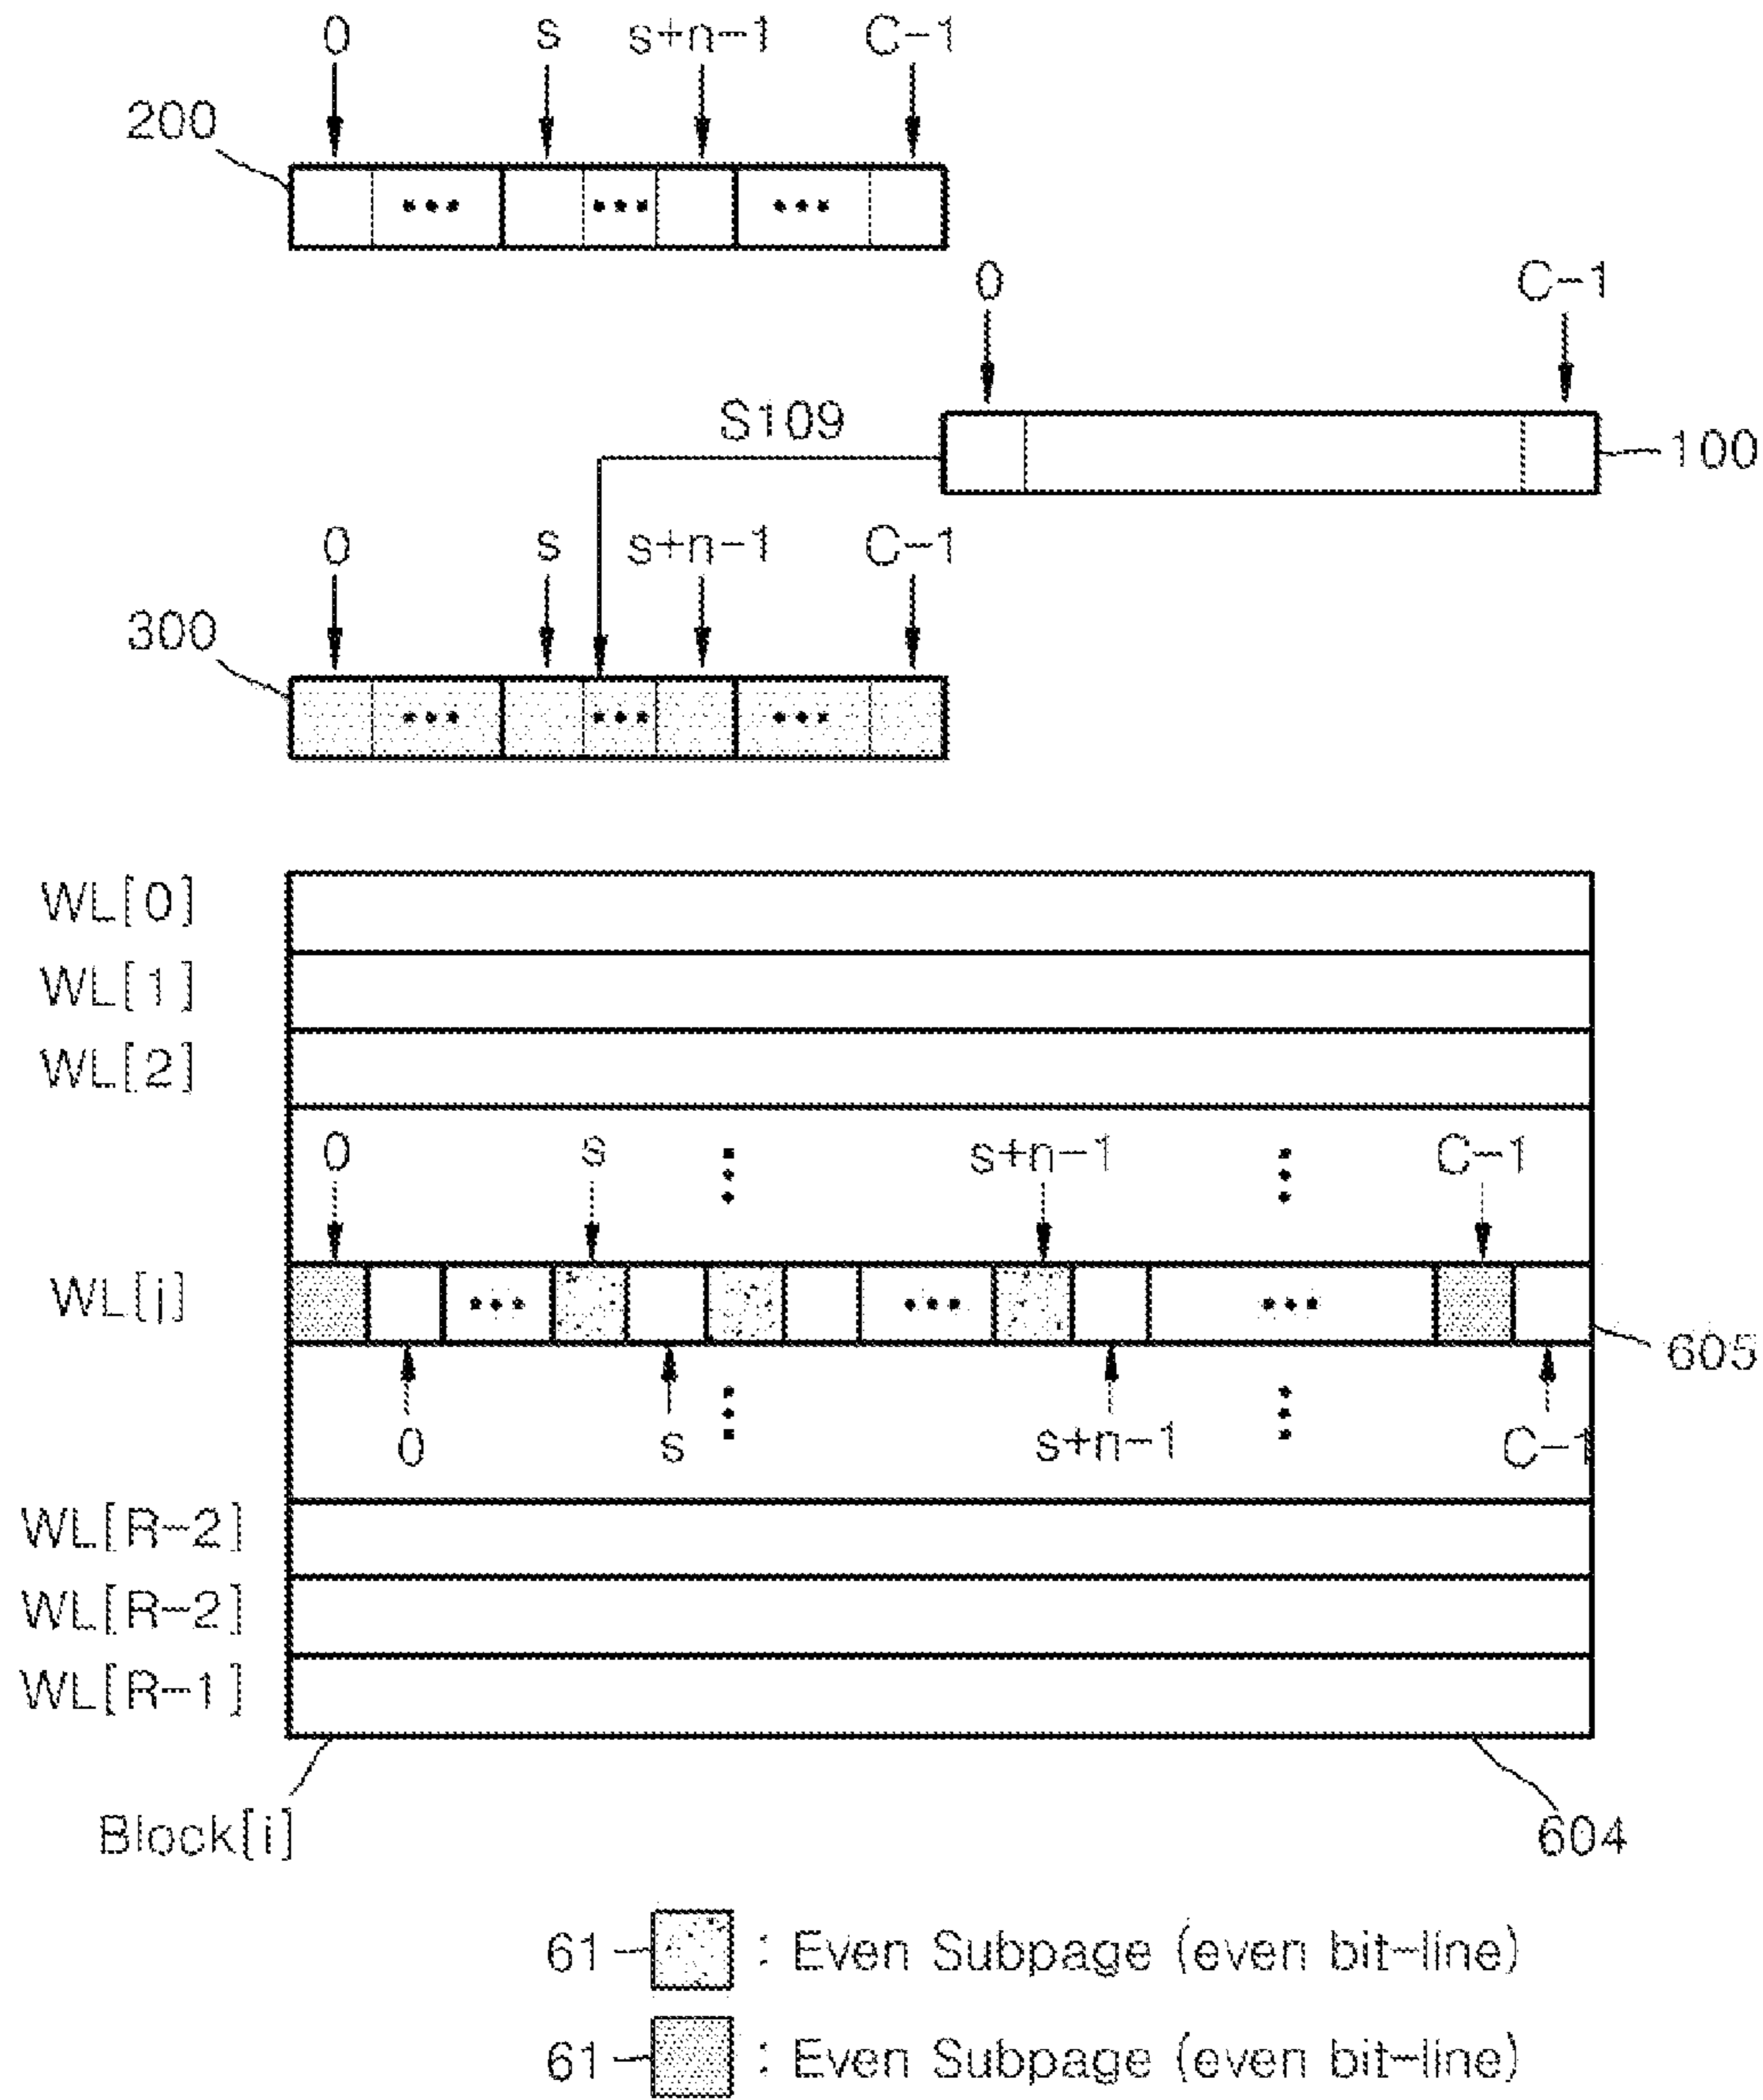 0 s s+n-1 C-1
200
... ... ...
0 C-1
S109
100
0 s s+n-1 C-1
300
... ... ...
WL[0]
WL[1]
WL[2]
0 s s+n-1 C-1
WL[j]
... ... ...
605
0 s s+n-1 C-1
WL[R-2]
WL[R-2]
WL[R-1]
Block[i]
604
61 : Even Subpage (even bit-line)
61 : Even Subpage (even bit-line)